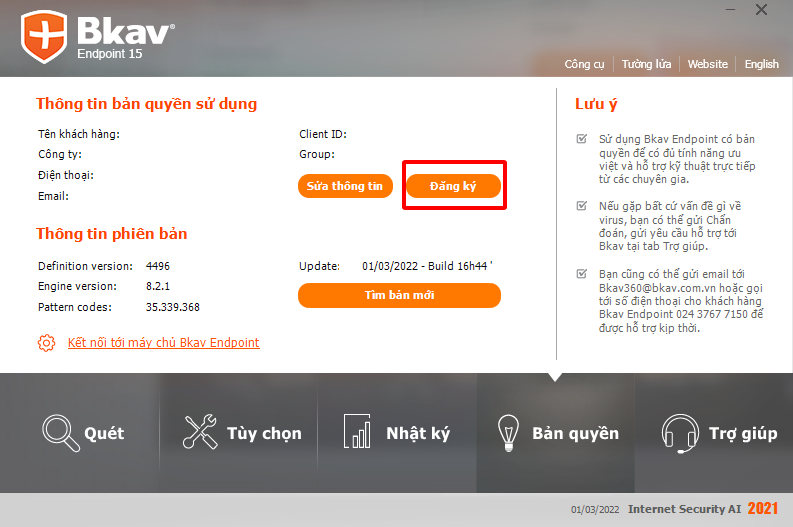 Bkav®
Endpoint 15
Công cụ
Tường lửa
Website
English
Thông tin bản quyền sử dụng
Tên khách hàng:
Client ID:
Công ty:
Group:
Điện thoại:
Email:
Sửa thông tin
Đăng ký
Thông tin phiên bản
Definition version: 4496
Update: 01/03/2022 - Build 16h44 '
Engine version: 8.2.1
Pattern codes: 35.339.368
Tìm bản mới
Kết nối tới máy chủ Bkav Endpoint
Lưu ý
Sử dụng Bkav Endpoint có bản
quyền để có đủ tính năng ưu
việt và hỗ trợ kỹ thuật trực tiếp
từ các chuyên gia.
Nếu gặp bất cứ vấn đề gì về
virus, bạn có thể gửi Chẩn
đoán, gửi yêu cầu hỗ trợ tới
Bkav tại tab Trợ giúp.
Bạn cũng có thể gửi email tới
Bkav360@bkav.com.vn hoặc gọi
tới số điện thoại cho khách hàng
Bkav Endpoint 024 3767 7150 để
được hỗ trợ kịp thời.
Quét
Tùy chọn
Nhật ký
Bản quyền
Trợ giúp
01/03/2022 Internet Security AI 2021